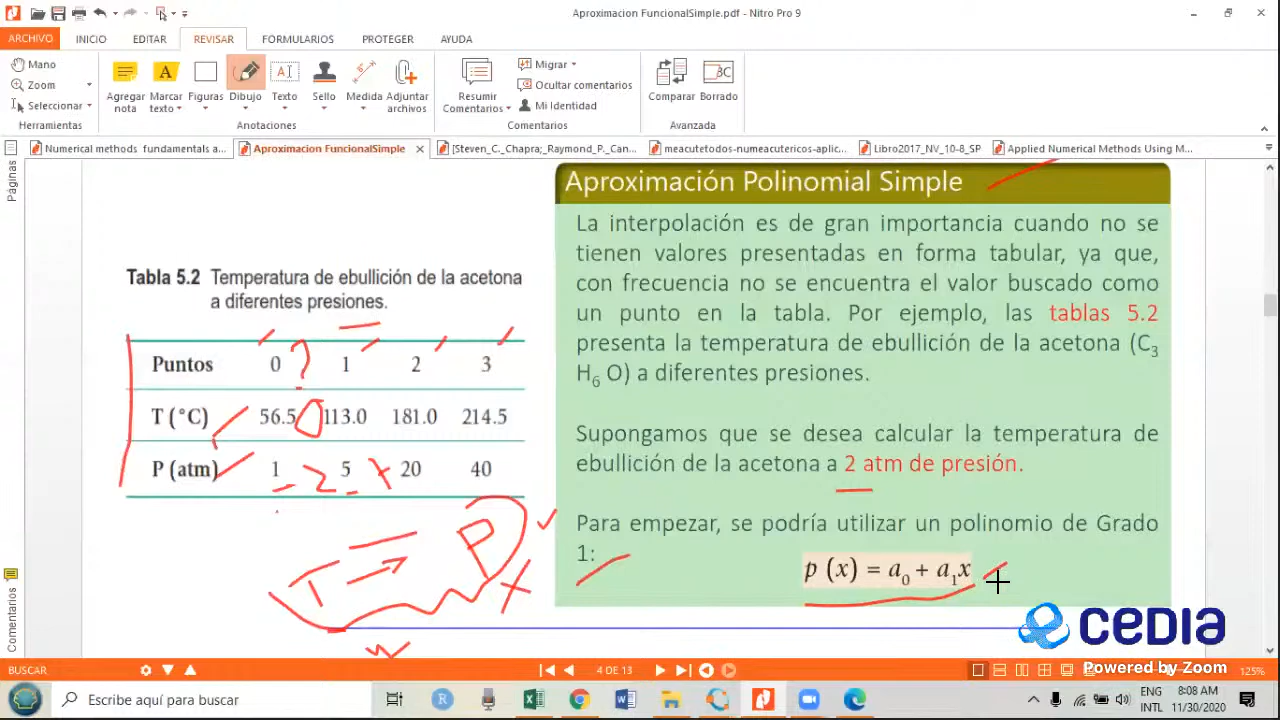 Aproximacion FuncionalSimple.pdf - Nitro Pro 9
ARCHIVO INICIO EDITAR REVISAR FORMULARIOS PROTEGER AYUDA
Mano
Zoom
Seleccionar
Herramientas
Agregar nota
Marcar texto
Figuras
Dibujo
Texto
Sello
Medida
Adjuntar archivos
Anotaciones
Resumir Comentarios
Migrar
Ocultar comentarios
Mi Identidad
Comentarios
Comparar
Borrado
Avanzada
Numerical methods fundamentals a...
Aproximacion FuncionalSimple
[Steven_C._Chapra;_Raymond_P._Can...
meacutetodos-numeacutericos-aplic...
Libro2017_NV_10-8_SP
Applied Numerical Methods Using M...
Páginas
Comentarios
Tabla 5.2 Temperatura de ebullición de la acetona
a diferentes presiones.
Puntos 0 ? 1 2 3
T (°C) 56.5 113.0 181.0 214.5
P (atm) 1 2 5 20 40
T P
Aproximación Polinomial Simple
La interpolación es de gran importancia cuando no se
tienen valores presentadas en forma tabular, ya que,
con frecuencia no se encuentra el valor buscado como
un punto en la tabla. Por ejemplo, las tablas 5.2
presenta la temperatura de ebullición de la acetona (C3
H6 O) a diferentes presiones.
Supongamos que se desea calcular la temperatura de
ebullición de la acetona a 2 atm de presión.
Para empezar, se podría utilizar un polinomio de Grado
1:
p (x) = a0 + a1x
cedia
Powered by Zoom
BUSCAR
4 DE 13
125%
Escribe aquí para buscar
ENG
INTL
8:08 AM
11/30/2020